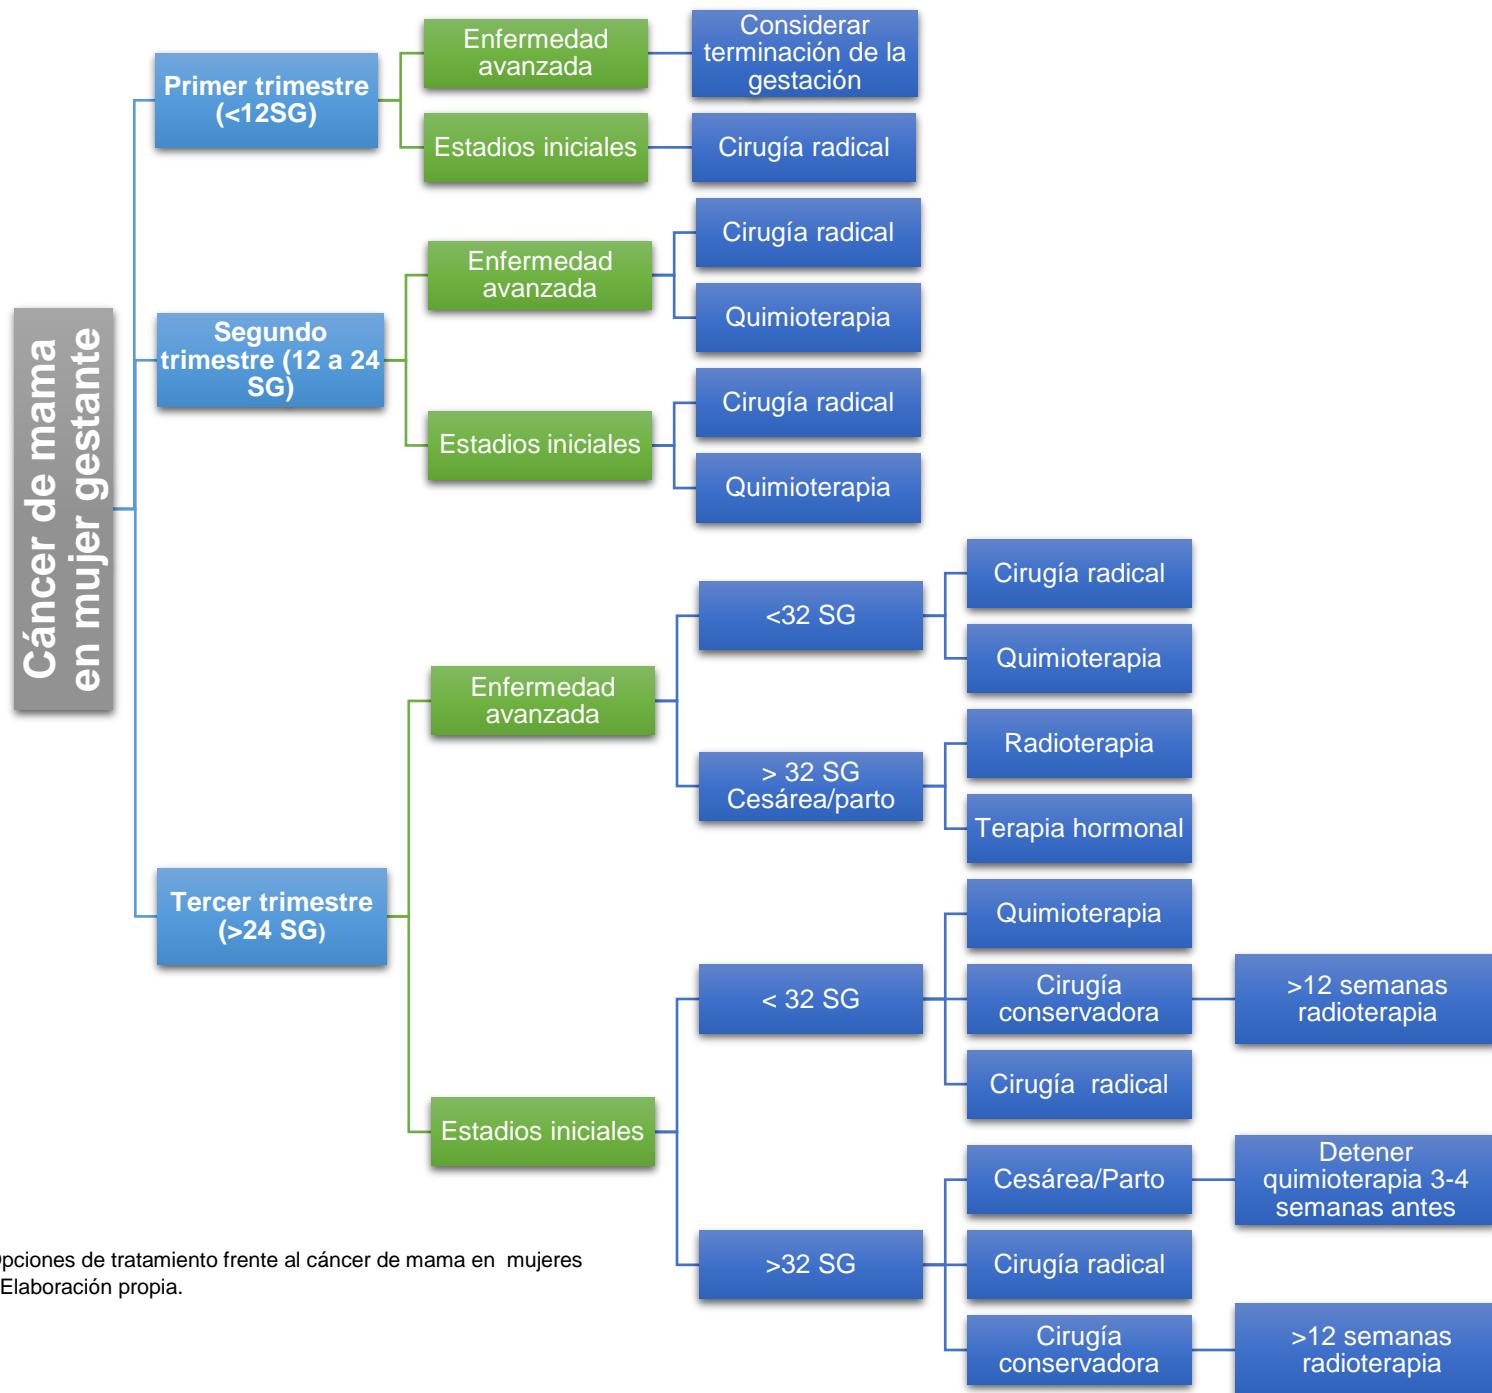 Cáncer de mama
en mujer gestante
Primer trimestre
(<12SG)
Enfermedad
avanzada
Considerar
terminación de la
gestación
Estadios iniciales
Cirugía radical
Segundo
trimestre (12 a 24
SG)
Enfermedad
avanzada
Cirugía radical
Quimioterapia
Estadios iniciales
Cirugía radical
Quimioterapia
Tercer trimestre
(>24 SG)
Enfermedad
avanzada
<32 SG
Cirugía radical
Quimioterapia
> 32 SG
Cesárea/parto
Radioterapia
Terapia hormonal
Estadios iniciales
< 32 SG
Quimioterapia
Cirugía
conservadora
>12 semanas
radioterapia
Cirugía  radical
>32 SG
Cesárea/Parto
Detener
quimioterapia 3-4
semanas antes
Cirugía radical
Cirugía
conservadora
>12 semanas
radioterapia
pciones de tratamiento frente al cáncer de mama en  mujeres
Elaboración propia.